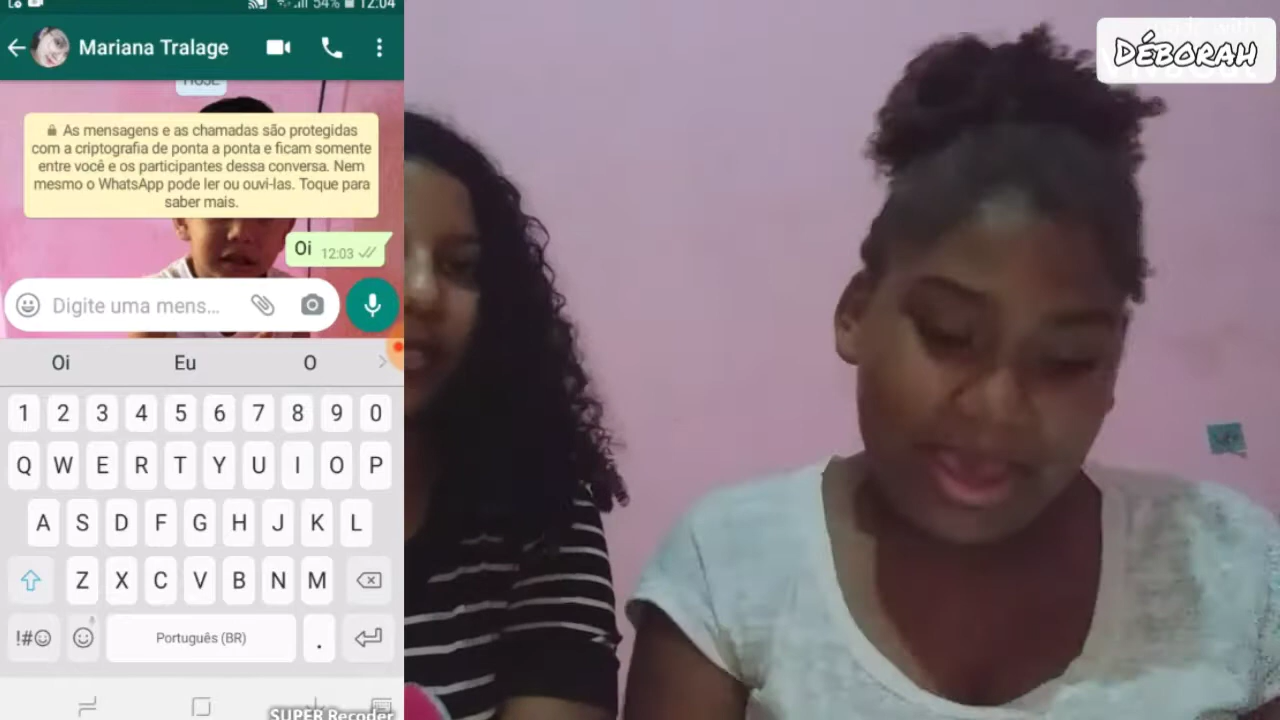 54% 12:04
Mariana Tralage
HOJE
As mensagens e as chamadas são protegidas
com a criptografia de ponta a ponta e ficam somente
entre você e os participantes dessa conversa. Nem
mesmo o WhatsApp pode ler ou ouvi-las. Toque para
saber mais.
Oi 12:03
Digite uma mens...
Oi Eu O
1 2 3 4 5 6 7 8 9 0
Q W E R T Y U I O P
A S D F G H J K L
Z X C V B N M
!#☺ Português (BR) .
SUPER Recorder
DÉBORAH